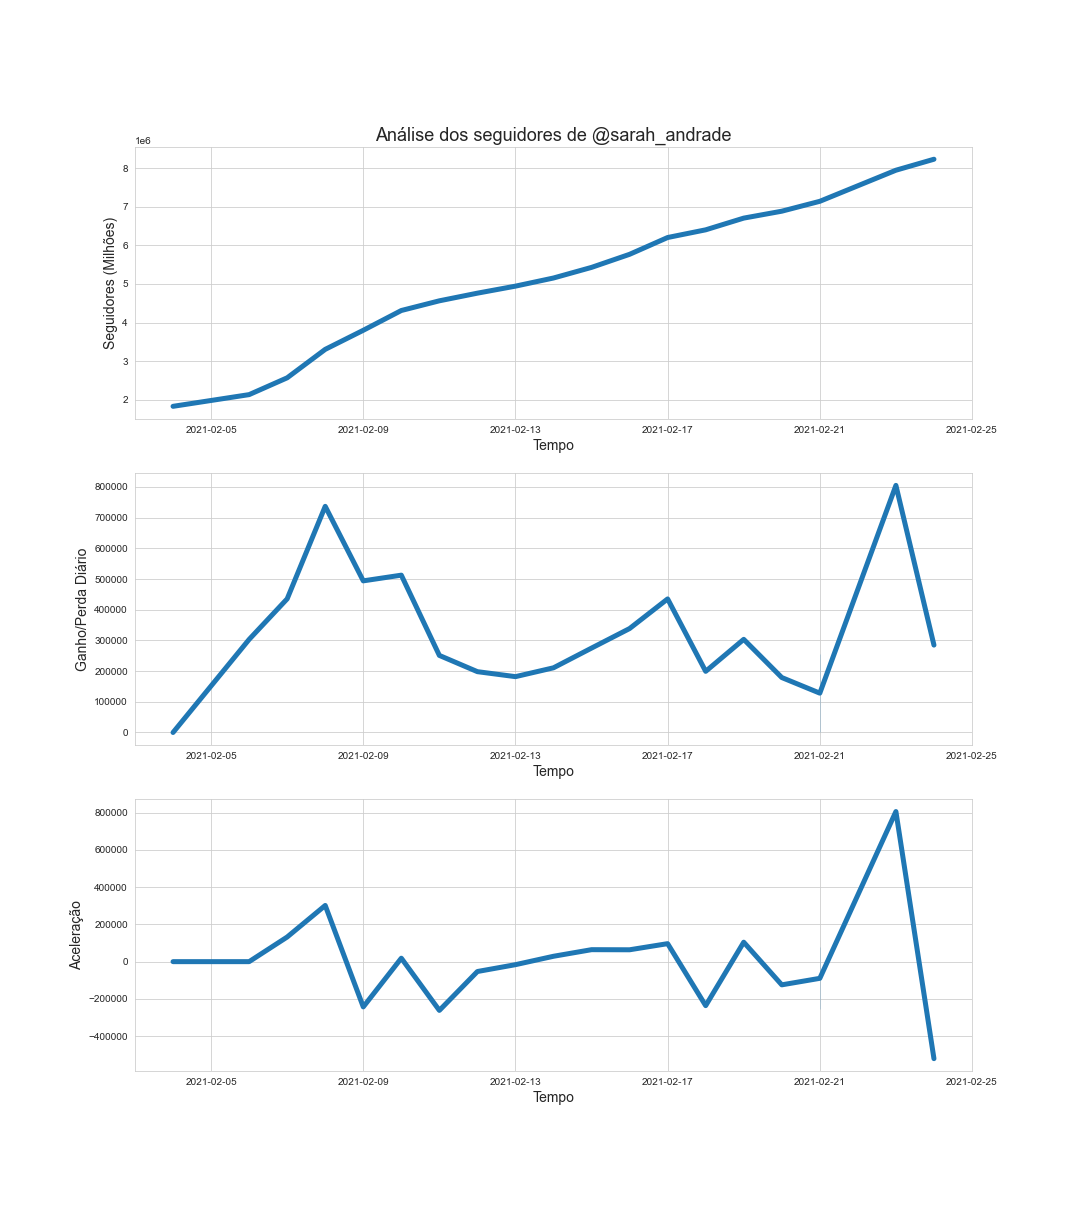 Análise dos seguidores de @sarah_andrade
1e6
8
7
6
5
4
3
2
Seguidores (Milhões)
2021-02-05 2021-02-09 2021-02-13 2021-02-17 2021-02-21 2021-02-25
Tempo
800000
700000
600000
500000
400000
300000
200000
100000
0
Ganho/Perda Diário
2021-02-05 2021-02-09 2021-02-13 2021-02-17 2021-02-21 2021-02-25
Tempo
800000
600000
400000
200000
0
−200000
−400000
Aceleração
2021-02-05 2021-02-09 2021-02-13 2021-02-17 2021-02-21 2021-02-25
Tempo